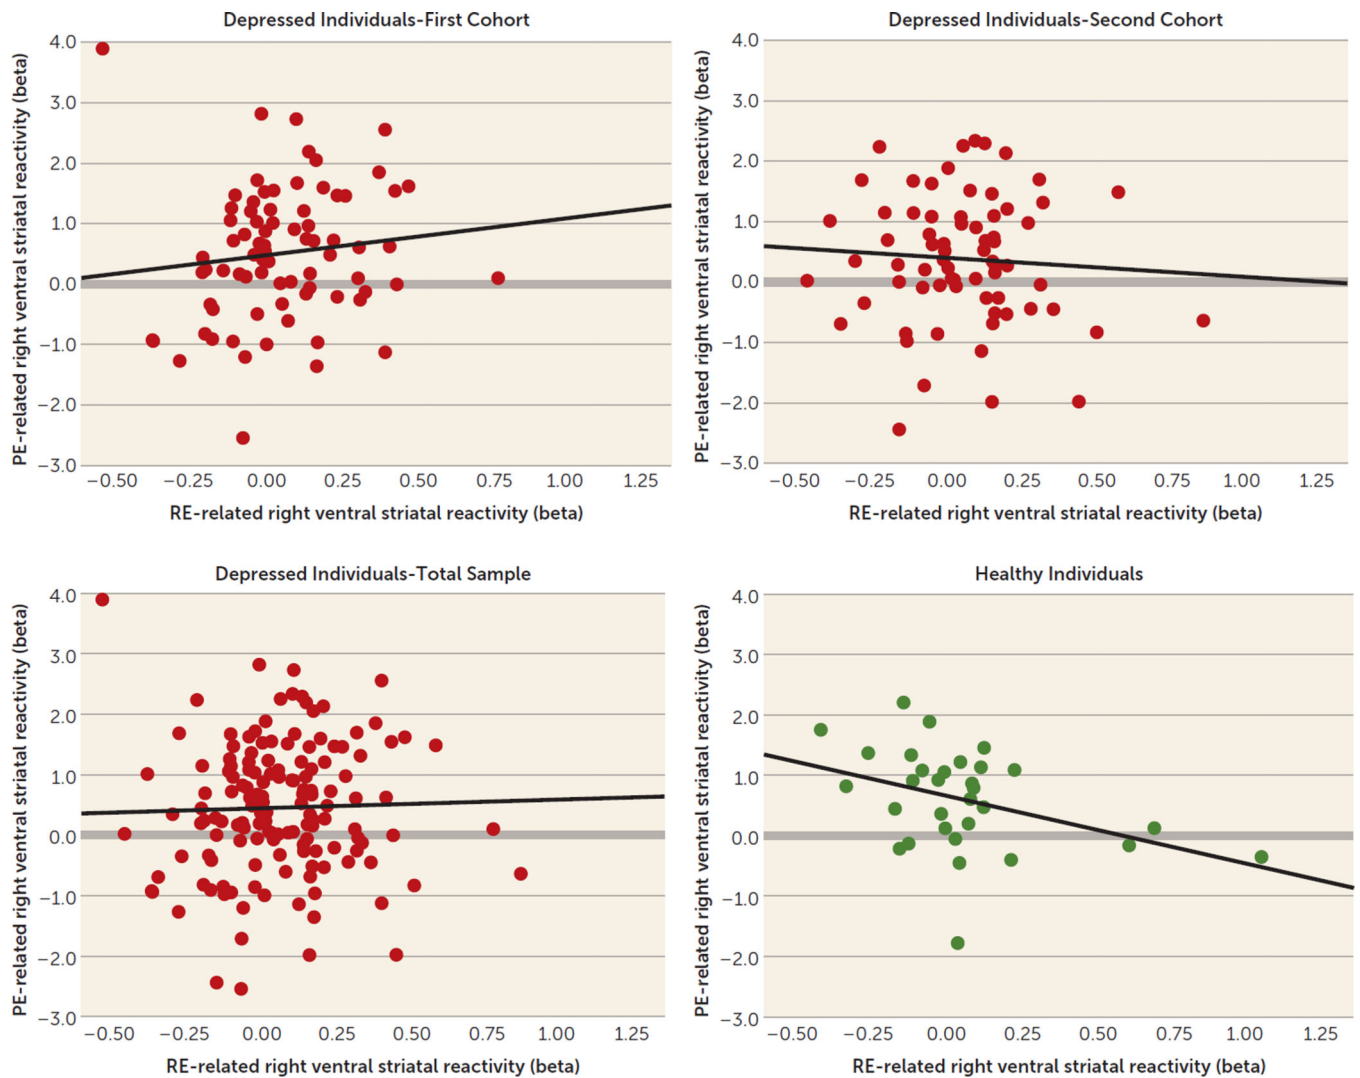 Depressed Individuals-First Cohort
PE-related right ventral striatal reactivity (beta)
4.0
3.0
2.0
1.0
0.0
−1.0
−2.0
−3.0
−0.50 −0.25 0.00 0.25 0.50 0.75 1.00 1.25
RE-related right ventral striatal reactivity (beta)
Depressed Individuals-Second Cohort
PE-related right ventral striatal reactivity (beta)
4.0
3.0
2.0
1.0
0.0
−1.0
−2.0
−3.0
−0.50 −0.25 0.00 0.25 0.50 0.75 1.00 1.25
RE-related right ventral striatal reactivity (beta)
Depressed Individuals-Total Sample
PE-related right ventral striatal reactivity (beta)
4.0
3.0
2.0
1.0
0.0
−1.0
−2.0
−3.0
−0.50 −0.25 0.00 0.25 0.50 0.75 1.00 1.25
RE-related right ventral striatal reactivity (beta)
Healthy Individuals
PE-related right ventral striatal reactivity (beta)
4.0
3.0
2.0
1.0
0.0
−1.0
−2.0
−3.0
−0.50 −0.25 0.00 0.25 0.50 0.75 1.00 1.25
RE-related right ventral striatal reactivity (beta)